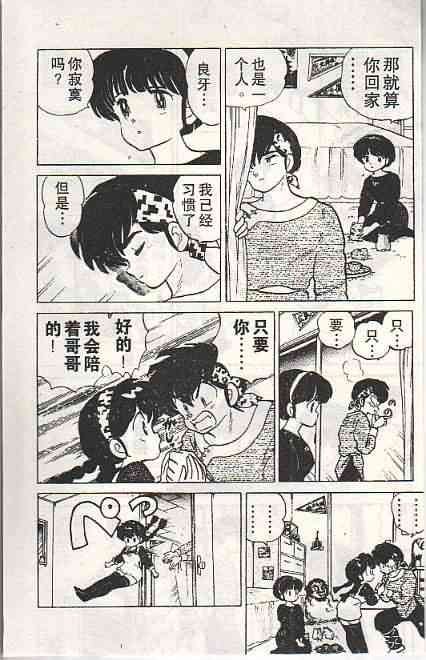 那就算
你回家
……
也是一
个人。
良牙…
你寂寞
吗？
我已经
习惯了
但是…
只…
只…
要…
只要
你……
好的！
我会陪
着哥哥
的！
………
………